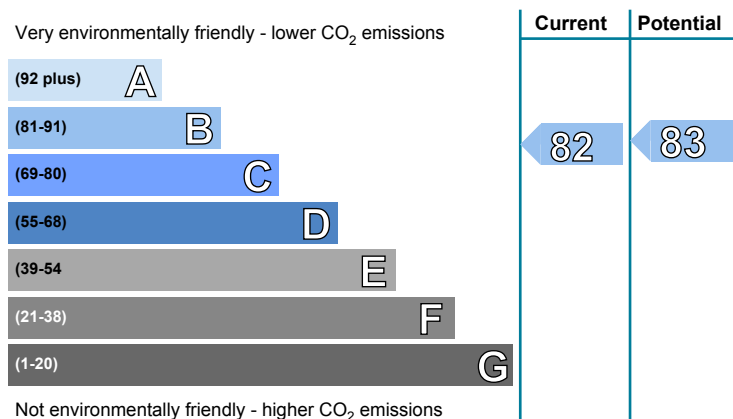 Very environmentally friendly - lower CO2 emissions
Current
Potential
(92 plus) A
(81-91) B
(69-80) C
(55-68) D
(39-54 E
(21-38) F
(1-20) G
82
83
Not environmentally friendly - higher CO2 emissions